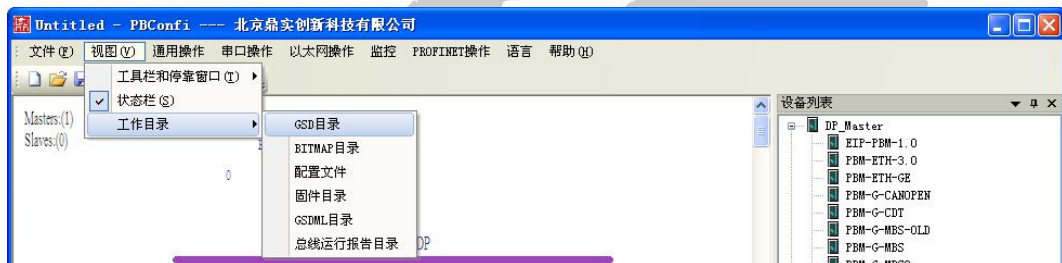 Untitled - PBConfi --- 北京鼎实创新科技有限公司
文件(F) 视图(V) 通用操作 串口操作 以太网操作 监控 PROFINET操作 语言 帮助(H)
工具栏和停靠窗口(T)
状态栏(S)
工作目录
GSD目录
BITMAP目录
配置文件
固件目录
GSDML目录
总线运行报告目录
Masters:(1)
Slaves:(0)
0
DP
设备列表
DP_Master
EIP-PBM-1.0
PBM-ETH-3.0
PBM-ETH-GE
PBM-G-CANOPEN
PBM-G-CDT
PBM-G-MBS-OLD
PBM-G-MBS